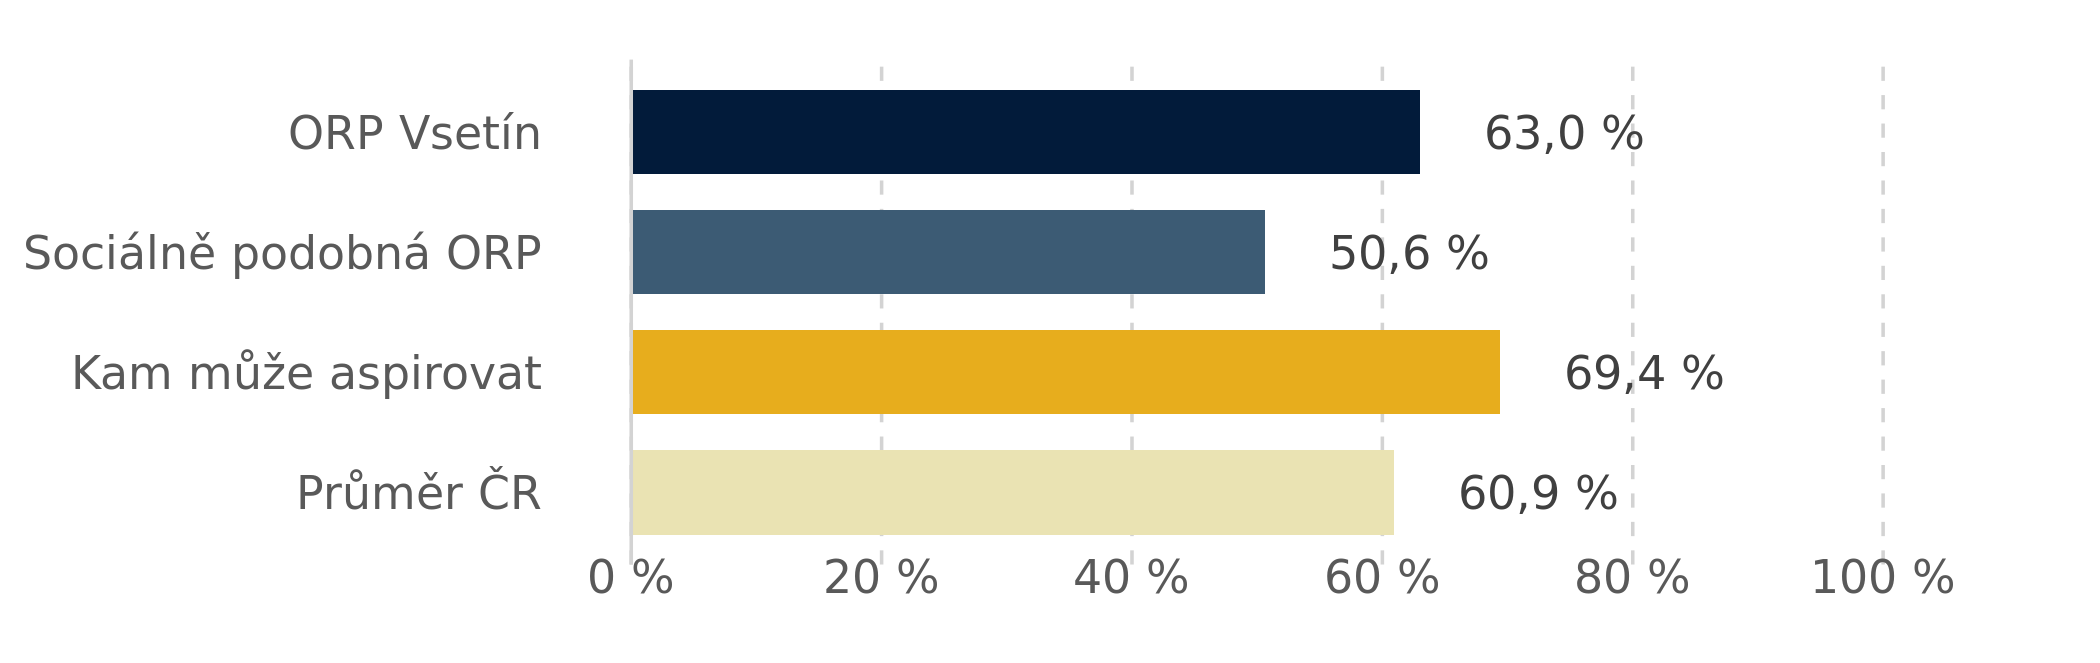 ORP Vsetín 63,0 %
Sociálně podobná ORP 50,6 %
Kam může aspirovat 69,4 %
Průměr ČR 60,9 %
0 % 20 % 40 % 60 % 80 % 100 %